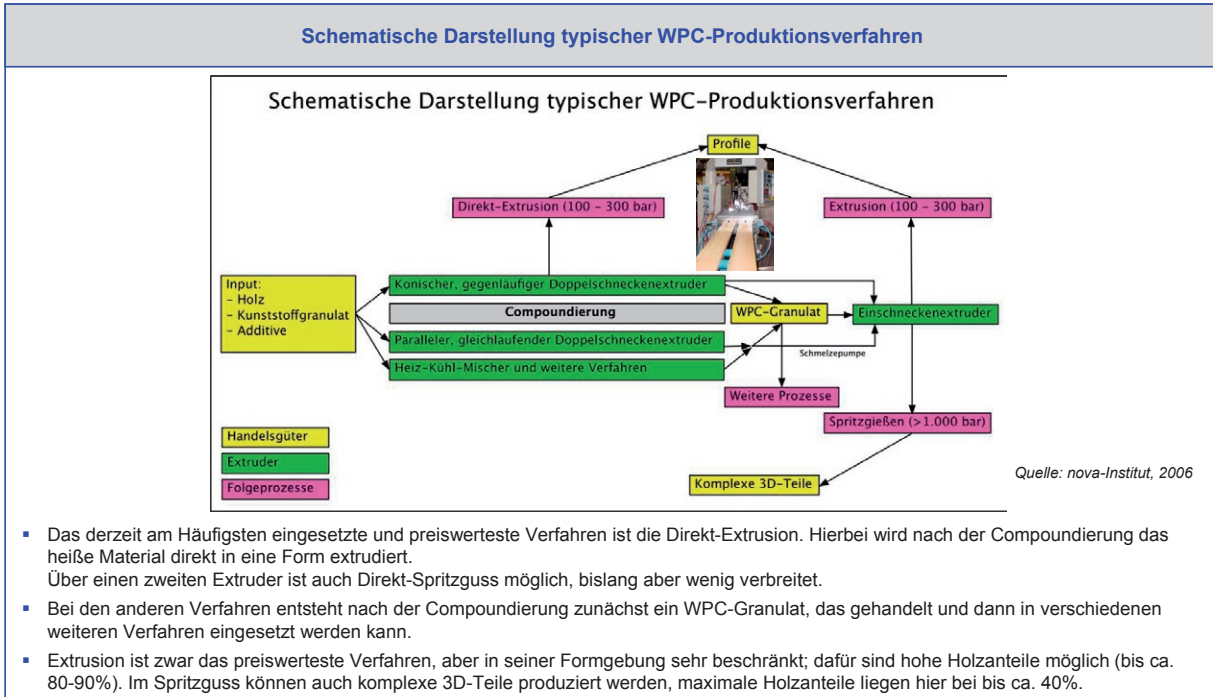 Schematische Darstellung typischer WPC-Produktionsverfahren
Schematische Darstellung typischer WPC-Produktionsverfahren
Profile
Direkt-Extrusion (100 – 300 bar)
Extrusion (100 – 300 bar)
Input:
- Holz
- Kunststoffgranulat
- Additive
Konischer, gegenläufiger Doppelschneckenextruder
Compoundierung
WPC-Granulat
Einschneckenextruder
Paralleler, gleichlaufender Doppelschneckenextruder
Schmelzepumpe
Heiz-Kühl-Mischer und weitere Verfahren
Weitere Prozesse
Spritzgießen (>1.000 bar)
Handelsgüter
Extruder
Folgeprozesse
Komplexe 3D-Teile
Quelle: nova-Institut, 2006
▪ Das derzeit am Häufigsten eingesetzte und preiswerteste Verfahren ist die Direkt-Extrusion. Hierbei wird nach der Compoundierung das
heiße Material direkt in eine Form extrudiert.
Über einen zweiten Extruder ist auch Direkt-Spritzguss möglich, bislang aber wenig verbreitet.
▪ Bei den anderen Verfahren entsteht nach der Compoundierung zunächst ein WPC-Granulat, das gehandelt und dann in verschiedenen
weiteren Verfahren eingesetzt werden kann.
▪ Extrusion ist zwar das preiswerteste Verfahren, aber in seiner Formgebung sehr beschränkt; dafür sind hohe Holzanteile möglich (bis ca.
80-90%). Im Spritzguss können auch komplexe 3D-Teile produziert werden, maximale Holzanteile liegen hier bei bis ca. 40%.